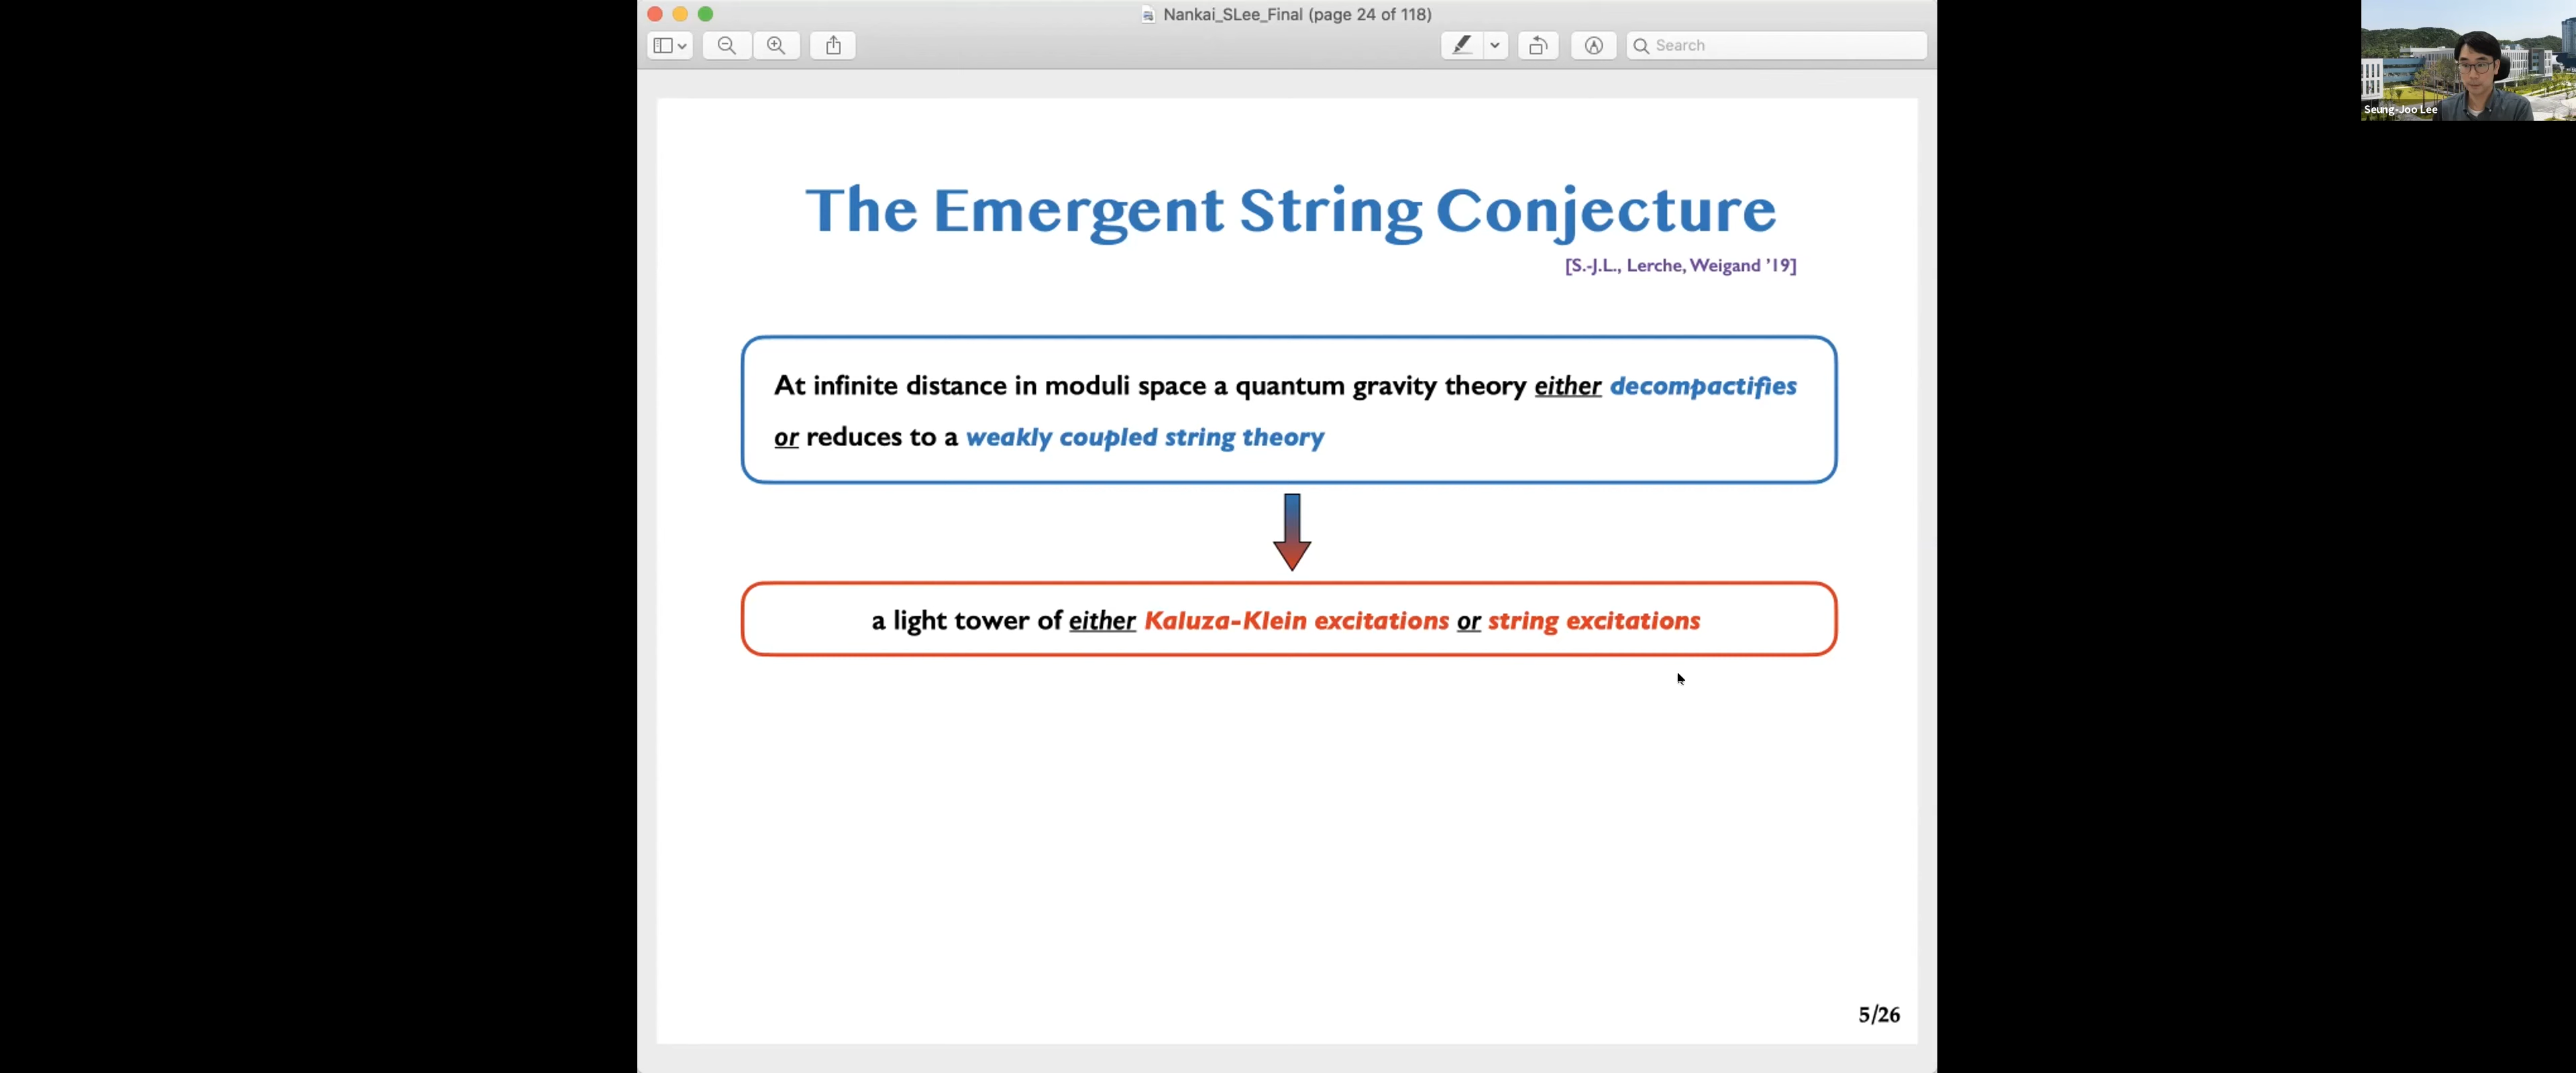 Nankai_SLee_Final (page 24 of 118)
Search
Seung-Joo Lee
The Emergent String Conjecture
[S.-J.L., Lerche, Weigand ’19]
At infinite distance in moduli space a quantum gravity theory either decompactifies
or reduces to a weakly coupled string theory
a light tower of either Kaluza-Klein excitations or string excitations
5/26